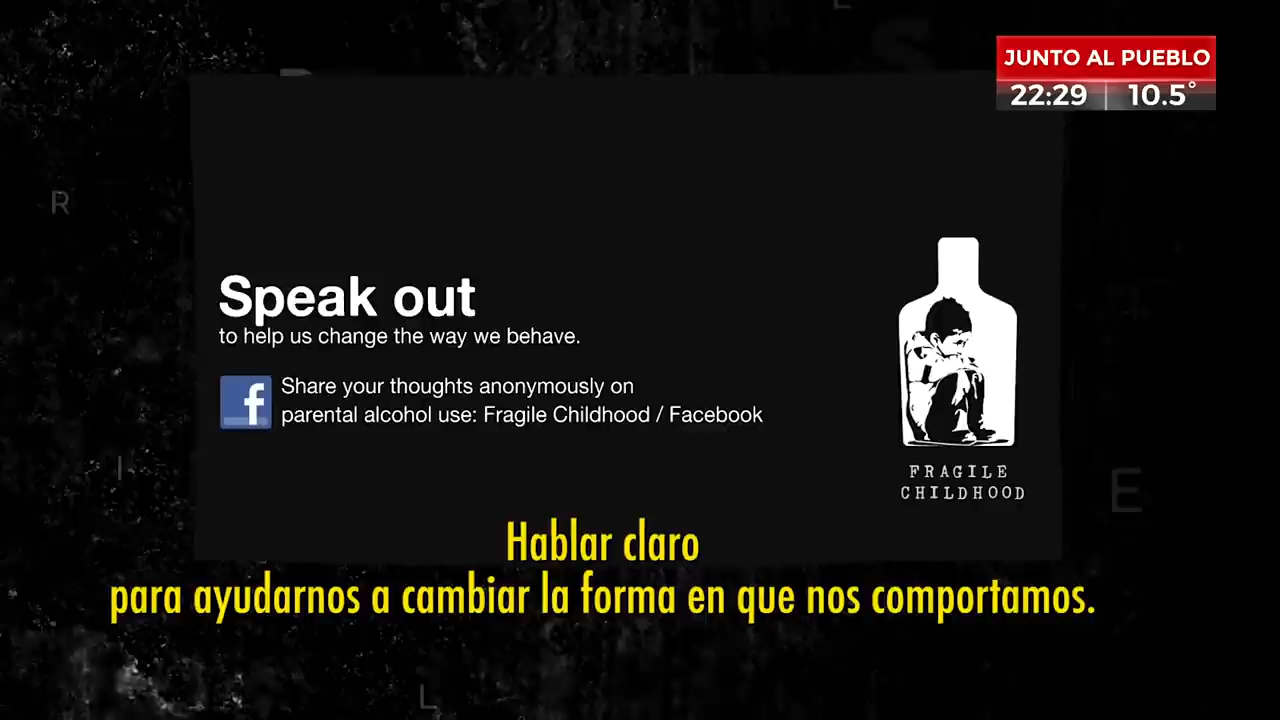 JUNTO AL PUEBLO
22:29 10.5°
R
Speak out
to help us change the way we behave.
f Share your thoughts anonymously on
parental alcohol use: Fragile Childhood / Facebook
FRAGILE
CHILDHOOD
I
E
Hablar claro
para ayudarnos a cambiar la forma en que nos comportamos.
L